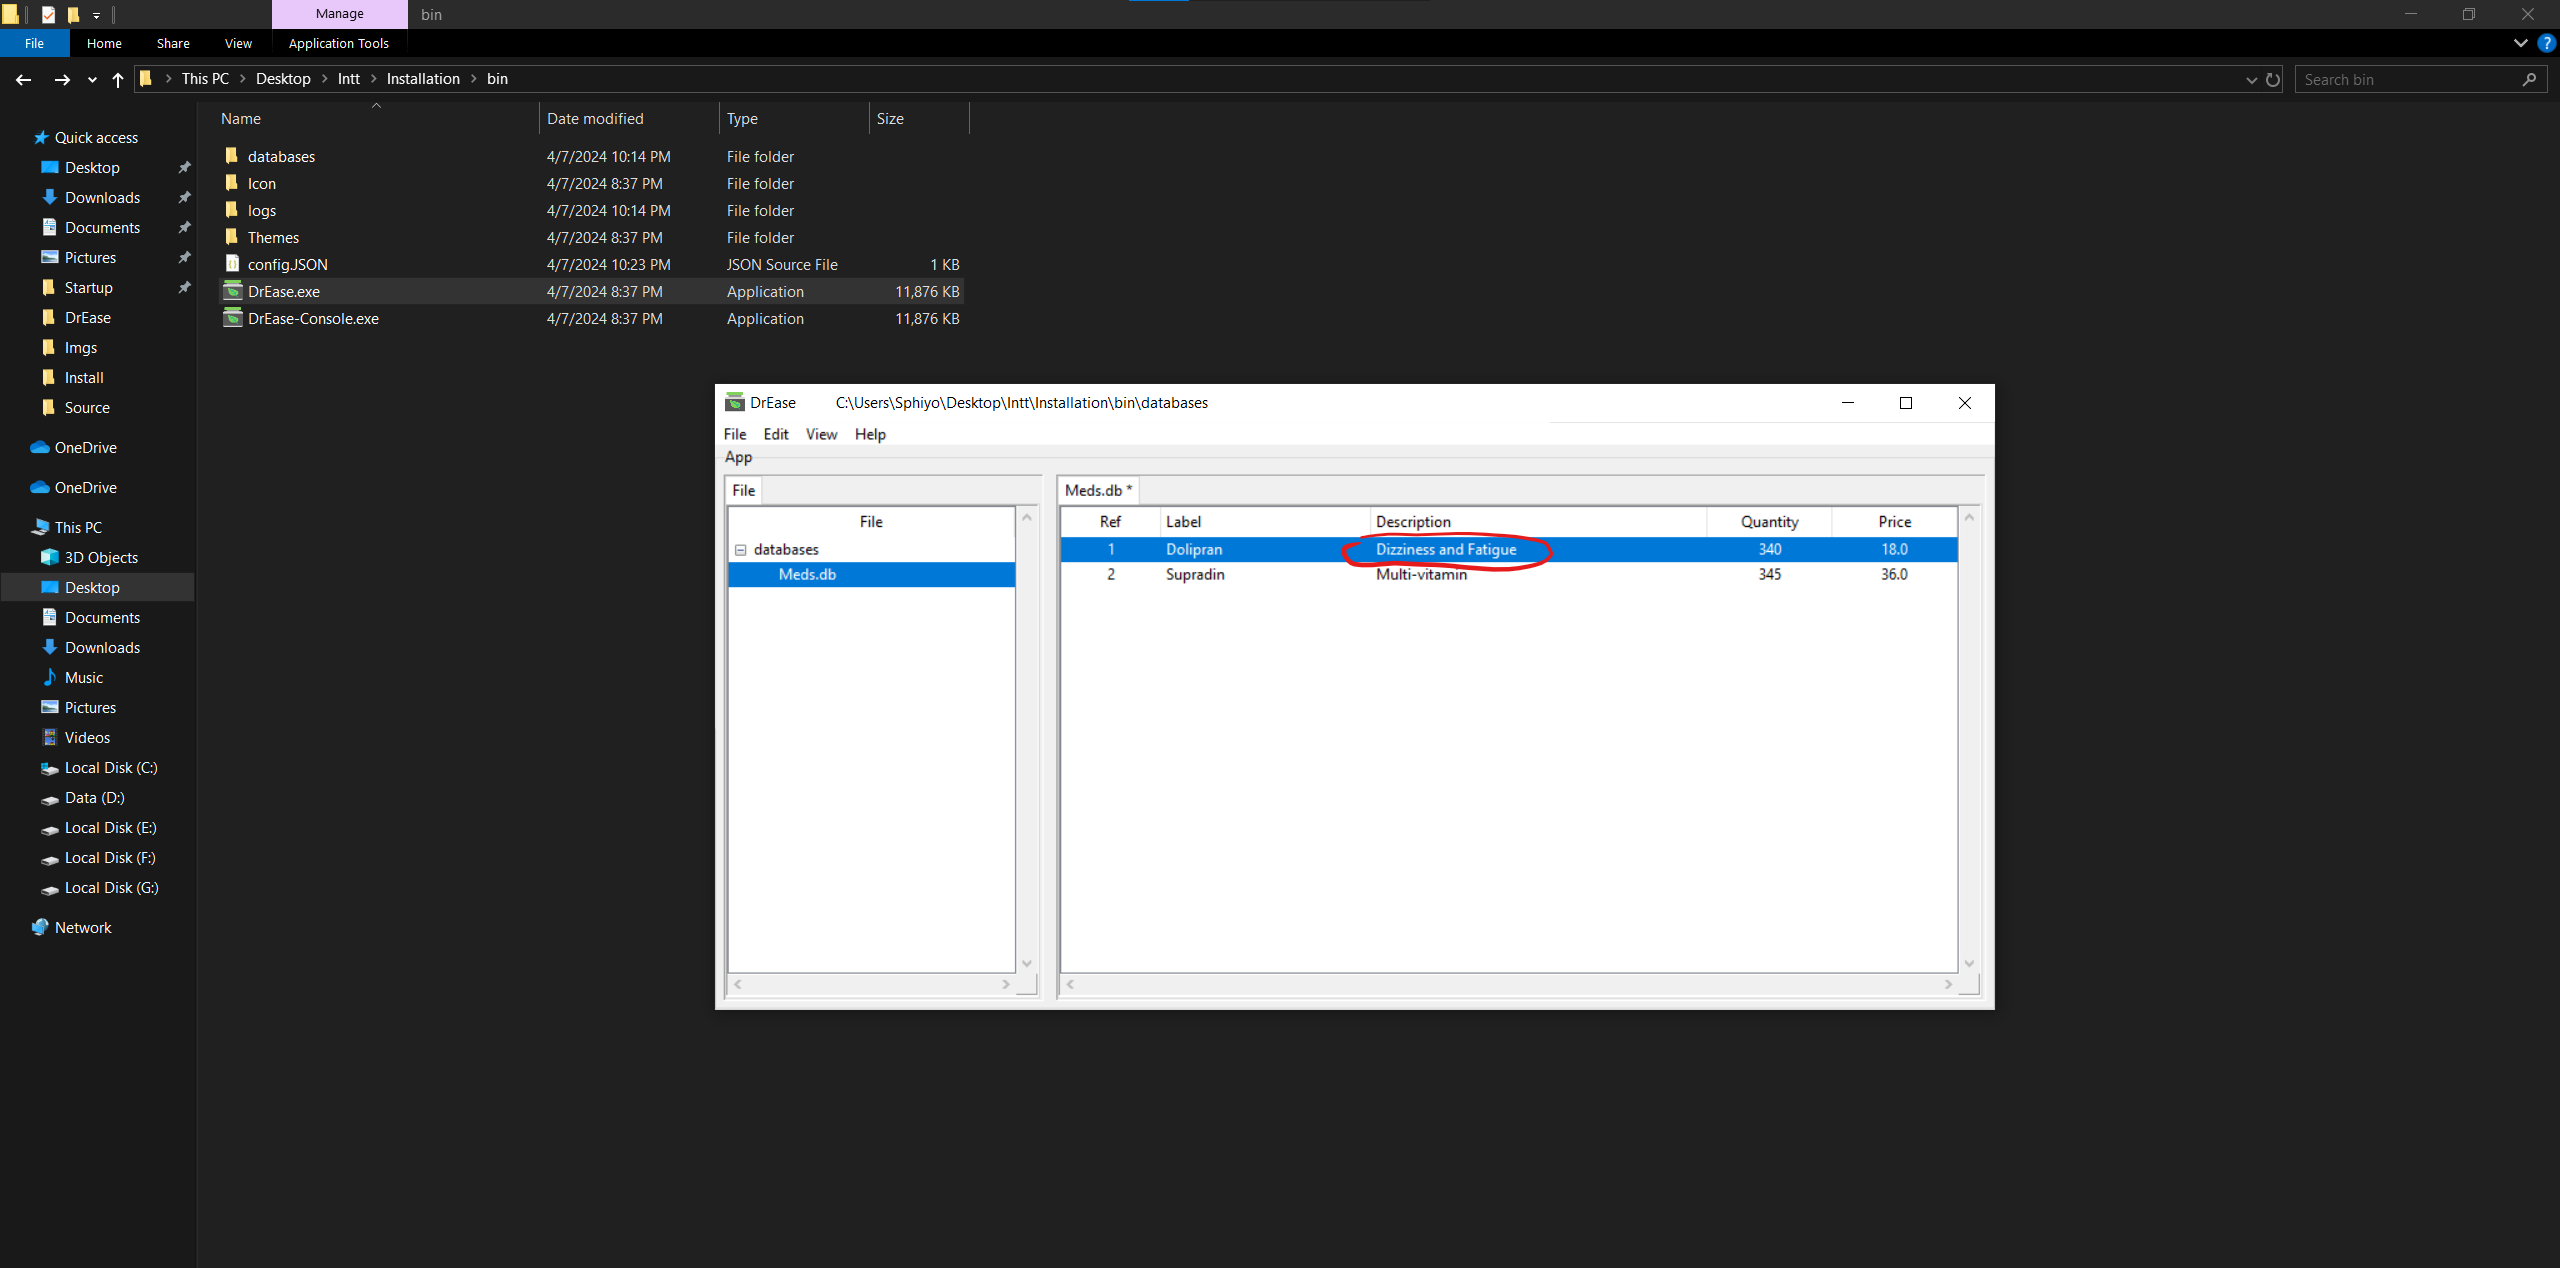 Manage bin
File Home Share View Application Tools
This PC Desktop Intt Installation bin Search bin
Name Date modified Type Size
databases 4/7/2024 10:14 PM File folder
Icon 4/7/2024 8:37 PM File folder
logs 4/7/2024 10:14 PM File folder
Themes 4/7/2024 8:37 PM File folder
config.JSON 4/7/2024 10:23 PM JSON Source File 1 KB
DrEase.exe 4/7/2024 8:37 PM Application 11,876 KB
DrEase-Console.exe 4/7/2024 8:37 PM Application 11,876 KB
Quick access
Desktop
Downloads
Documents
Pictures
Startup
DrEase
Imgs
Install
Source
OneDrive
OneDrive
This PC
3D Objects
Desktop
Documents
Downloads
Music
Pictures
Videos
Local Disk (C:)
Data (D:)
Local Disk (E:)
Local Disk (F:)
Local Disk (G:)
Network
DrEase C:\Users\Sphiyo\Desktop\Intt\Installation\bin\databases
File Edit View Help
App
File
File
databases
Meds.db
Meds.db *
Ref Label Description Quantity Price
1 Dolipran Dizziness and Fatigue 340 18.0
2 Supradin Multi-vitamin 345 36.0